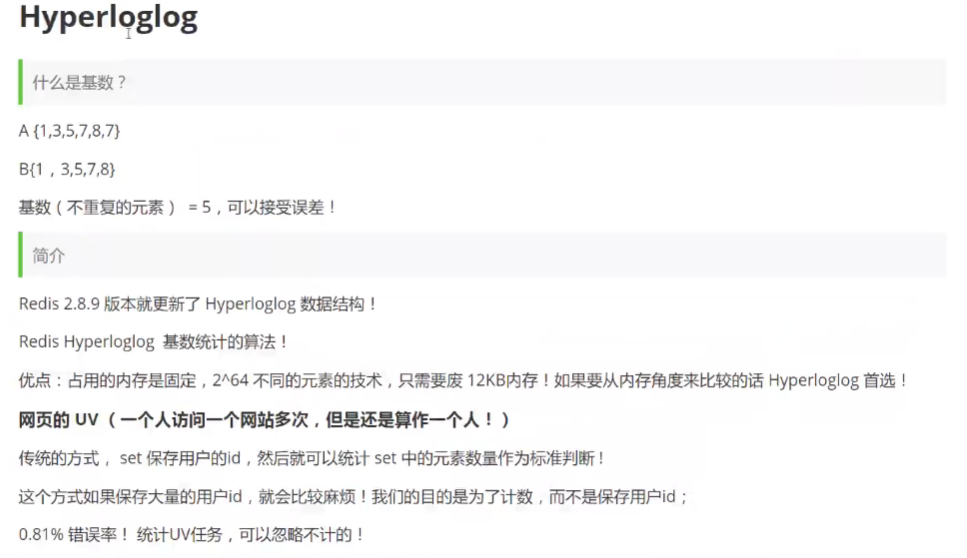 Hyperloglog
什么是基数？
A {1,3,5,7,8,7}
B{1，3,5,7,8}
基数（不重复的元素） = 5，可以接受误差！
简介
Redis 2.8.9 版本就更新了 Hyperloglog 数据结构！
Redis Hyperloglog 基数统计的算法！
优点：占用的内存是固定，2^64 不同的元素的技术，只需要废 12KB内存！如果要从内存角度来比较的话 Hyperloglog 首选！
网页的 UV （一个人访问一个网站多次，但是还是算作一个人！）
传统的方式， set 保存用户的id，然后就可以统计 set 中的元素数量作为标准判断！
这个方式如果保存大量的用户id，就会比较麻烦！我们的目的是为了计数，而不是保存用户id；
0.81% 错误率！ 统计UV任务，可以忽略不计的！